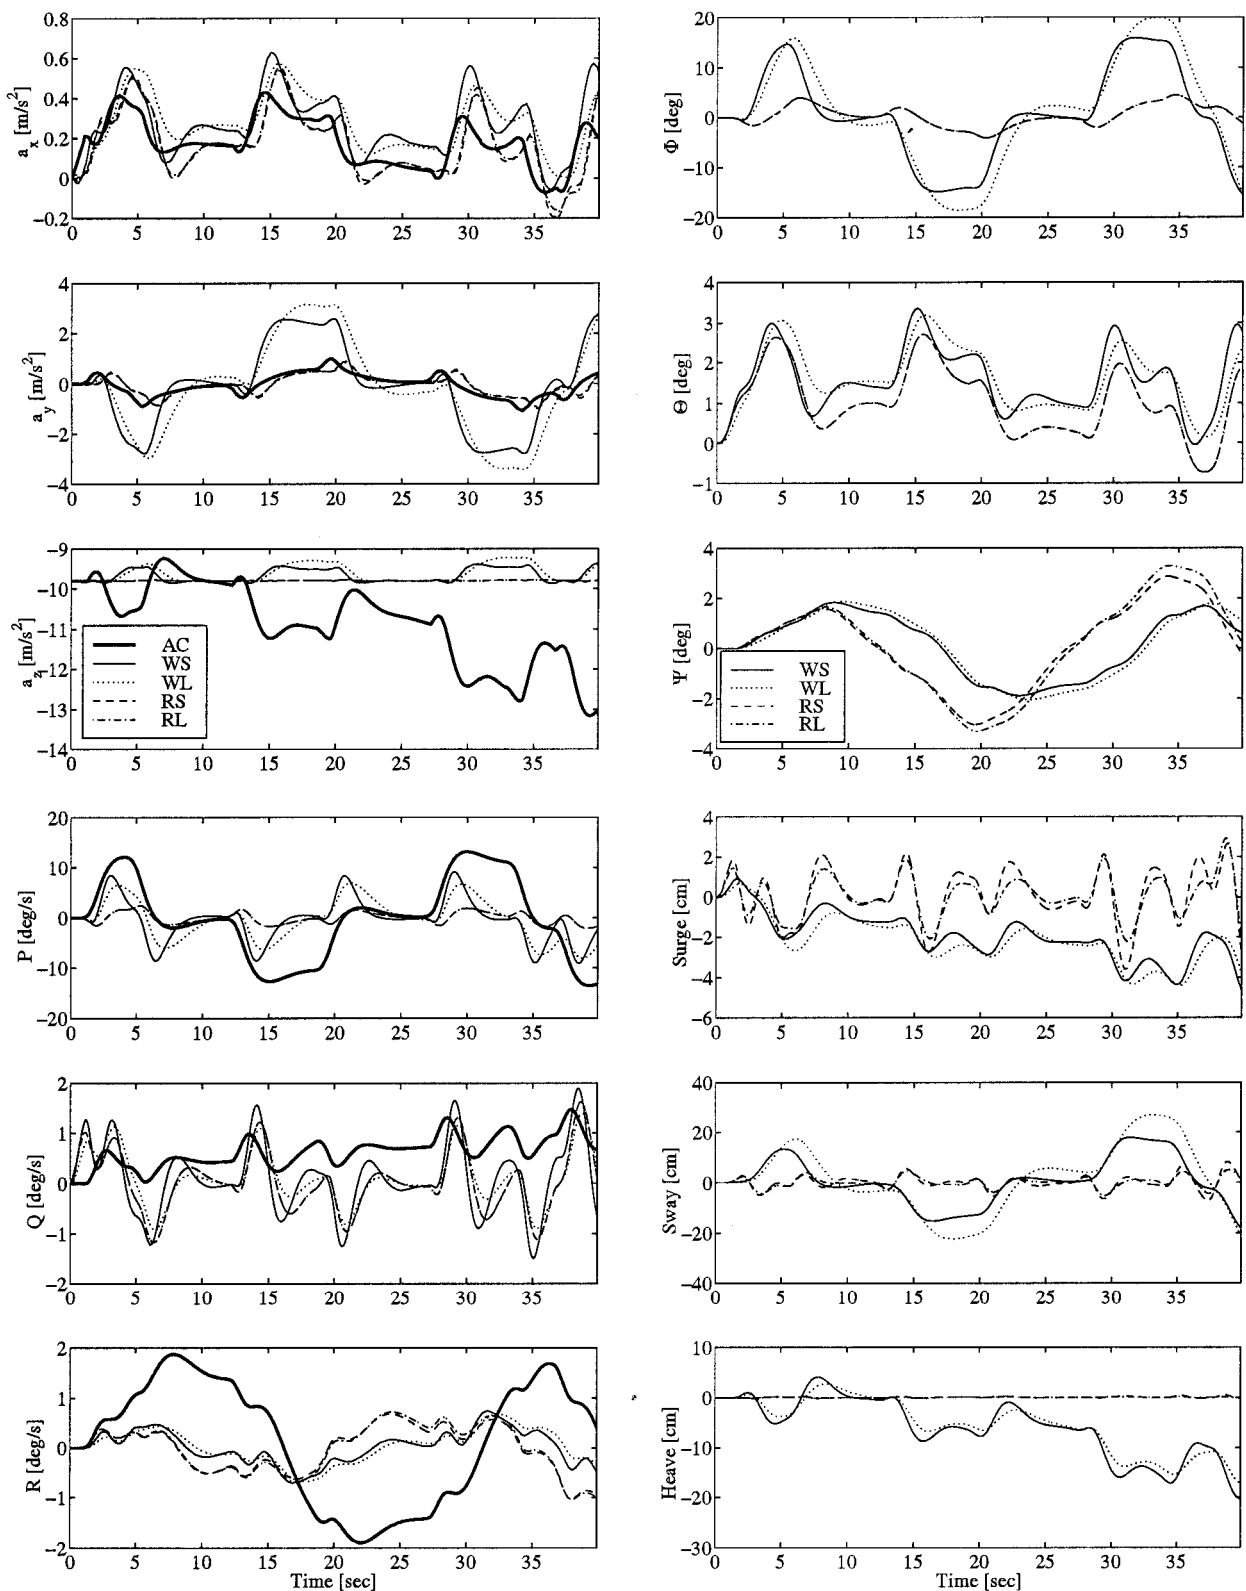 0.8
0.6
0.4
0.2
0
−0.2
a_x [m/s²]
0 5 10 15 20 25 30 35
20
10
0
−10
−20
Φ [deg]
0 5 10 15 20 25 30 35
4
2
0
−2
−4
a_y [m/s²]
0 5 10 15 20 25 30 35
4
3
2
1
0
−1
Θ [deg]
0 5 10 15 20 25 30 35
−9
−10
−11
−12
−13
−14
a_z [m/s²]
AC
WS
WL
RS
RL
0 5 10 15 20 25 30 35
4
2
0
−2
−4
Ψ [deg]
WS
WL
RS
RL
0 5 10 15 20 25 30 35
20
10
0
−10
−20
P [deg/s]
0 5 10 15 20 25 30 35
4
2
0
−2
−4
−6
Surge [cm]
0 5 10 15 20 25 30 35
2
1
0
−1
−2
Q [deg/s]
0 5 10 15 20 25 30 35
40
20
0
−20
−40
Sway [cm]
0 5 10 15 20 25 30 35
2
1
0
−1
−2
R [deg/s]
0 5 10 15 20 25 30 35
Time [sec]
10
0
−10
−20
−30
Heave [cm]
0 5 10 15 20 25 30 35
Time [sec]